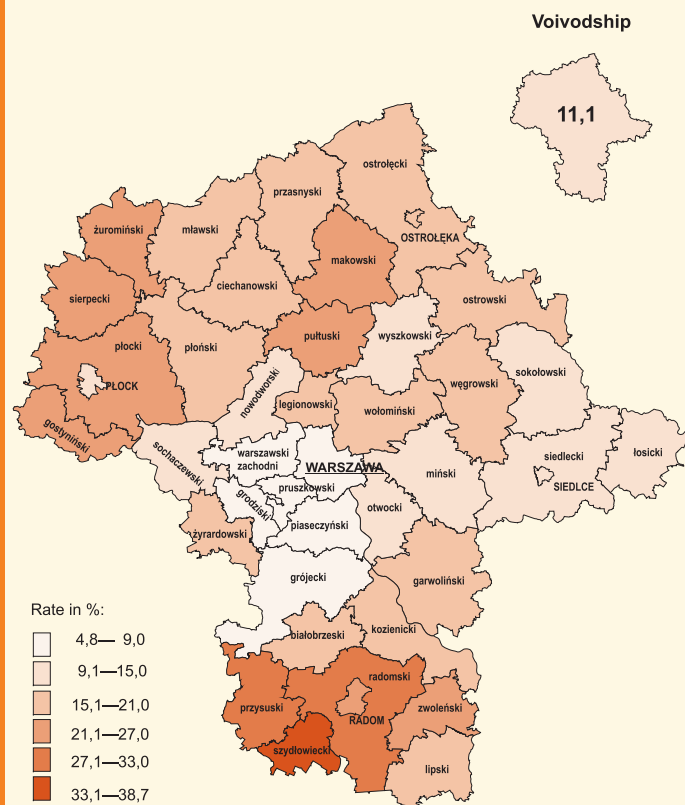 Voivodship
11,1
ostrołęcki
przasnyski
żuromiński
mławski
OSTROŁĘKA
makowski
ciechanowski
sierpecki
ostrowski
pułtuski
wyszkowski
płocki
płoński
sokołowski
PŁOCK
nowodworski
węgrowski
legionowski
wołomiński
gostyniński
sochaczewski
warszawski
zachodni
WARSZAWA
miński
siedlecki
łosicki
pruszkowski
SIEDLCE
grodziski
otwocki
piaseczyński
żyrardowski
grójecki
garwoliński
Rate in %:
4,8— 9,0
9,1—15,0
15,1—21,0
21,1—27,0
27,1—33,0
33,1—38,7
białobrzeski
kozienicki
radomski
przysuski
zwoleński
RADOM
szydłowiecki
lipski